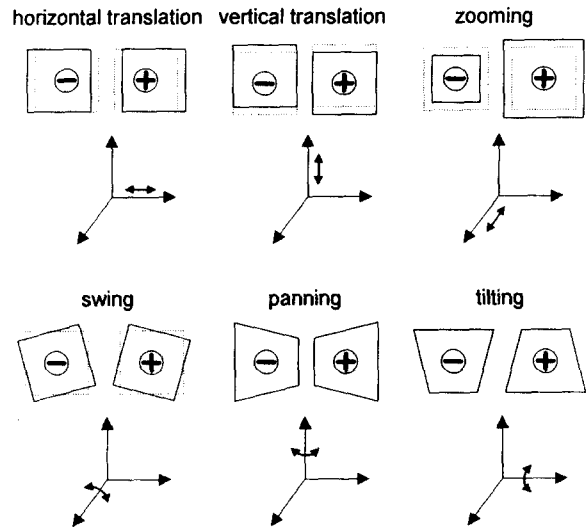 horizontal translation vertical translation zooming
− + − + − +
swing panning tilting
− + − + − +